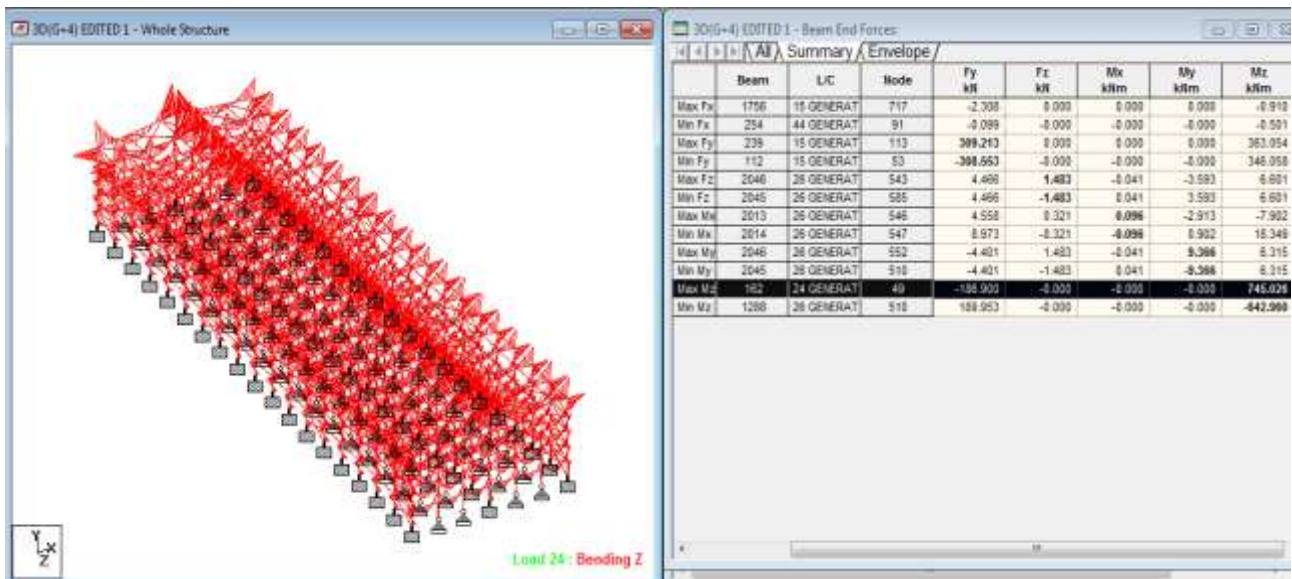 3D(G+4) EDITED 1 - Whole Structure
Y
X
Z
Load 24 : Bending Z
3D(G+4) EDITED 1 - Beam End Forces:
All Summary Envelope
Beam L/C Node Fy kN Fz kN Mx kNm My kNm Mz kNm
Max Fx 1756 15 GENERAT 717 -2.308 0.000 0.000 0.000 -0.910
Min Fx 254 44 GENERAT 91 -0.099 -0.000 -0.000 -0.000 -0.501
Max Fy 239 15 GENERAT 113 309.213 0.000 0.000 0.000 363.054
Min Fy 112 15 GENERAT 53 -0.000 -0.000 -0.000 346.058
Max Fz 2046 26 GENERAT 543 4.466 1.483 -0.041 -3.593 6.601
Min Fz 2045 26 GENERAT 585 4.466 -1.483 0.041 3.593 6.601
Max Mx 2013 26 GENERAT 546 4.558 0.321 0.096 -2.913 -7.902
Min Mx 2014 26 GENERAT 547 8.973 -0.321 -0.096 0.902 18.349
Max My 2046 26 GENERAT 552 -4.401 1.483 -0.041 9.366 6.315
Min My 2045 26 GENERAT 510 -4.401 -1.483 0.041 -9.366 6.315
Max Mz 162 24 GENERAT 49 -186.900 -0.000 -0.000 -0.000 745.026
Min Mz 1288 26 GENERAT 510 189.953 -0.000 -0.000 -0.000